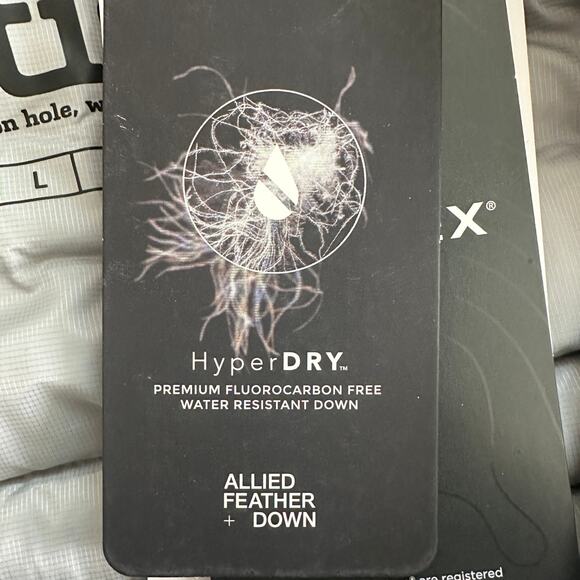 on hole, w
L
X®
HyperDRY™
PREMIUM FLUOROCARBON FREE
WATER RESISTANT DOWN
ALLIED
FEATHER
+ DOWN
are registered